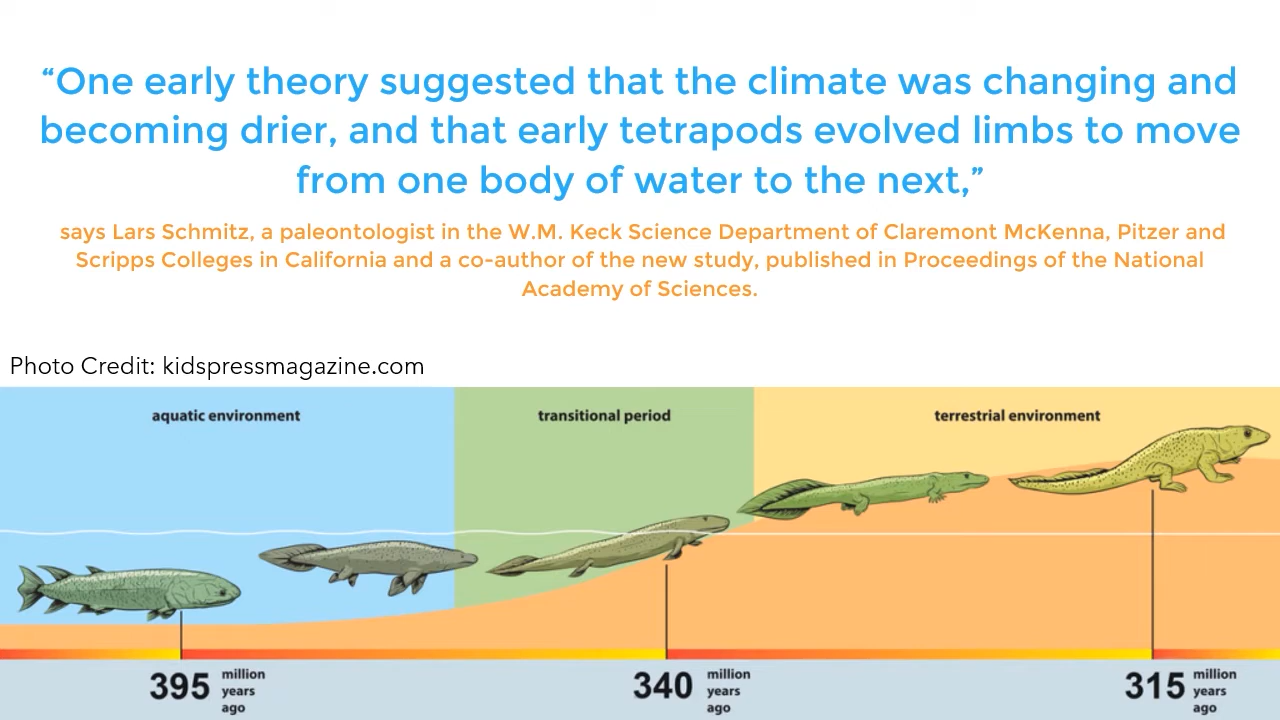 “One early theory suggested that the climate was changing and
becoming drier, and that early tetrapods evolved limbs to move
from one body of water to the next,”
says Lars Schmitz, a paleontologist in the W.M. Keck Science Department of Claremont McKenna, Pitzer and
Scripps Colleges in California and a co-author of the new study, published in Proceedings of the National
Academy of Sciences.
Photo Credit: kidspressmagazine.com
aquatic environment
transitional period
terrestrial environment
395 million years ago
340 million years ago
315 million years ago